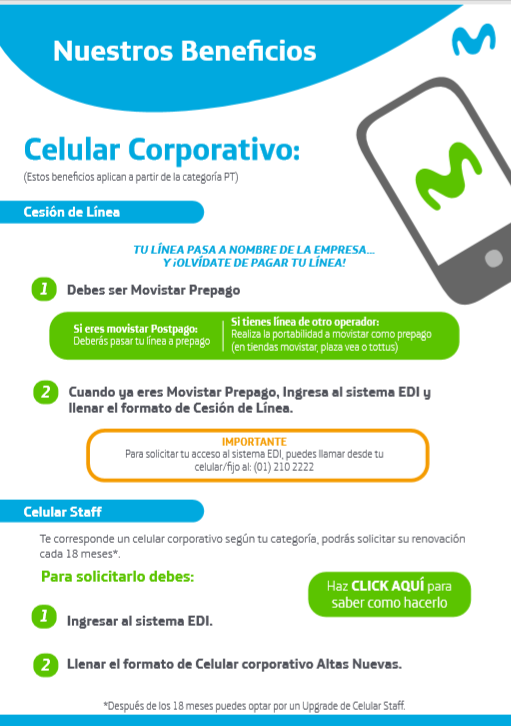 Nuestros Beneficios
Celular Corporativo:
(Estos beneficios aplican a partir de la categoría PT)
Cesión de Línea
TU LÍNEA PASA A NOMBRE DE LA EMPRESA...
Y ¡OLVÍDATE DE PAGAR TU LÍNEA!
1 Debes ser Movistar Prepago
Si eres movistar Postpago:
Deberás pasar tu línea a prepago
Si tienes línea de otro operador:
Realiza la portabilidad a movistar como prepago
(en tiendas movistar, plaza vea o tottus)
2 Cuando ya eres Movistar Prepago, Ingresa al sistema EDI y
llenar el formato de Cesión de Línea.
IMPORTANTE
Para solicitar tu acceso al sistema EDI, puedes llamar desde tu
celular/fijo al: (01) 210 2222
Celular Staff
Te corresponde un celular corporativo según tu categoría, podrás solicitar su renovación
cada 18 meses*.
Para solicitarlo debes:
Haz CLICK AQUÍ para
saber como hacerlo
1 Ingresar al sistema EDI.
2 Llenar el formato de Celular corporativo Altas Nuevas.
*Después de los 18 meses puedes optar por un Upgrade de Celular Staff.